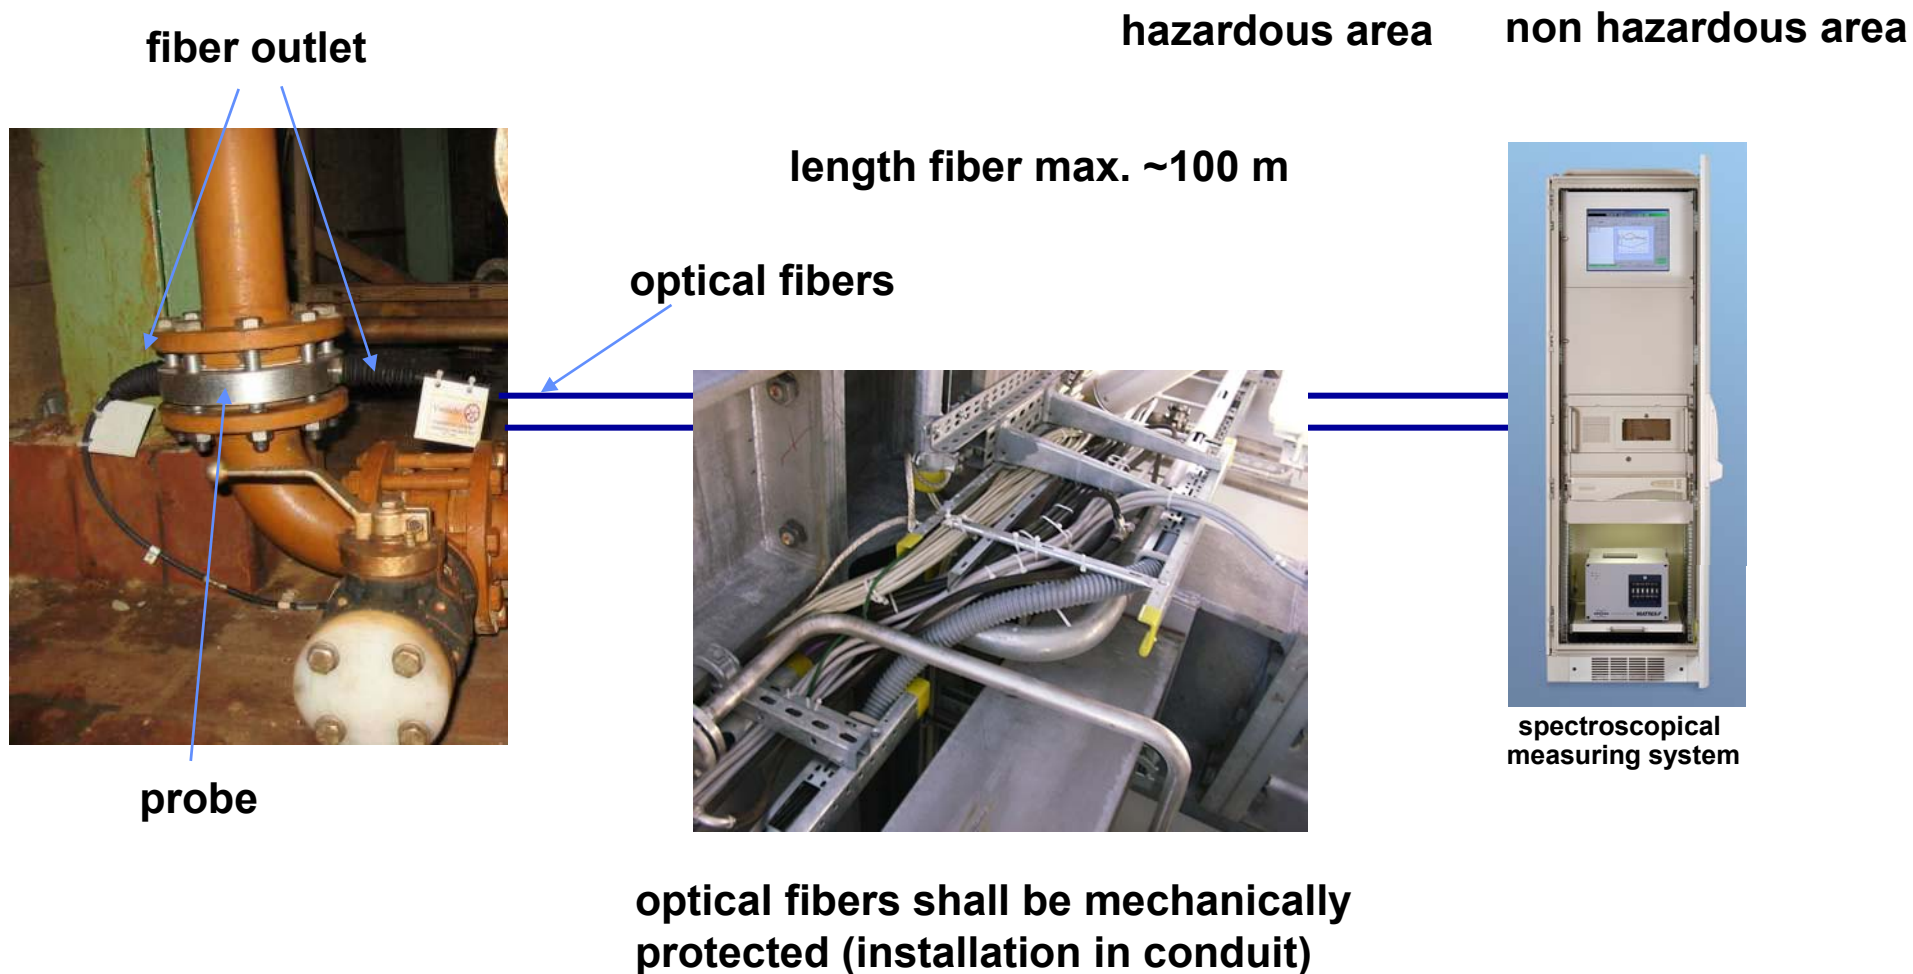 hazardous area
non hazardous area
fiber outlet
length fiber max. ~100 m
optical fibers
spectroscopical
measuring system
probe
optical fibers shall be mechanically
protected (installation in conduit)